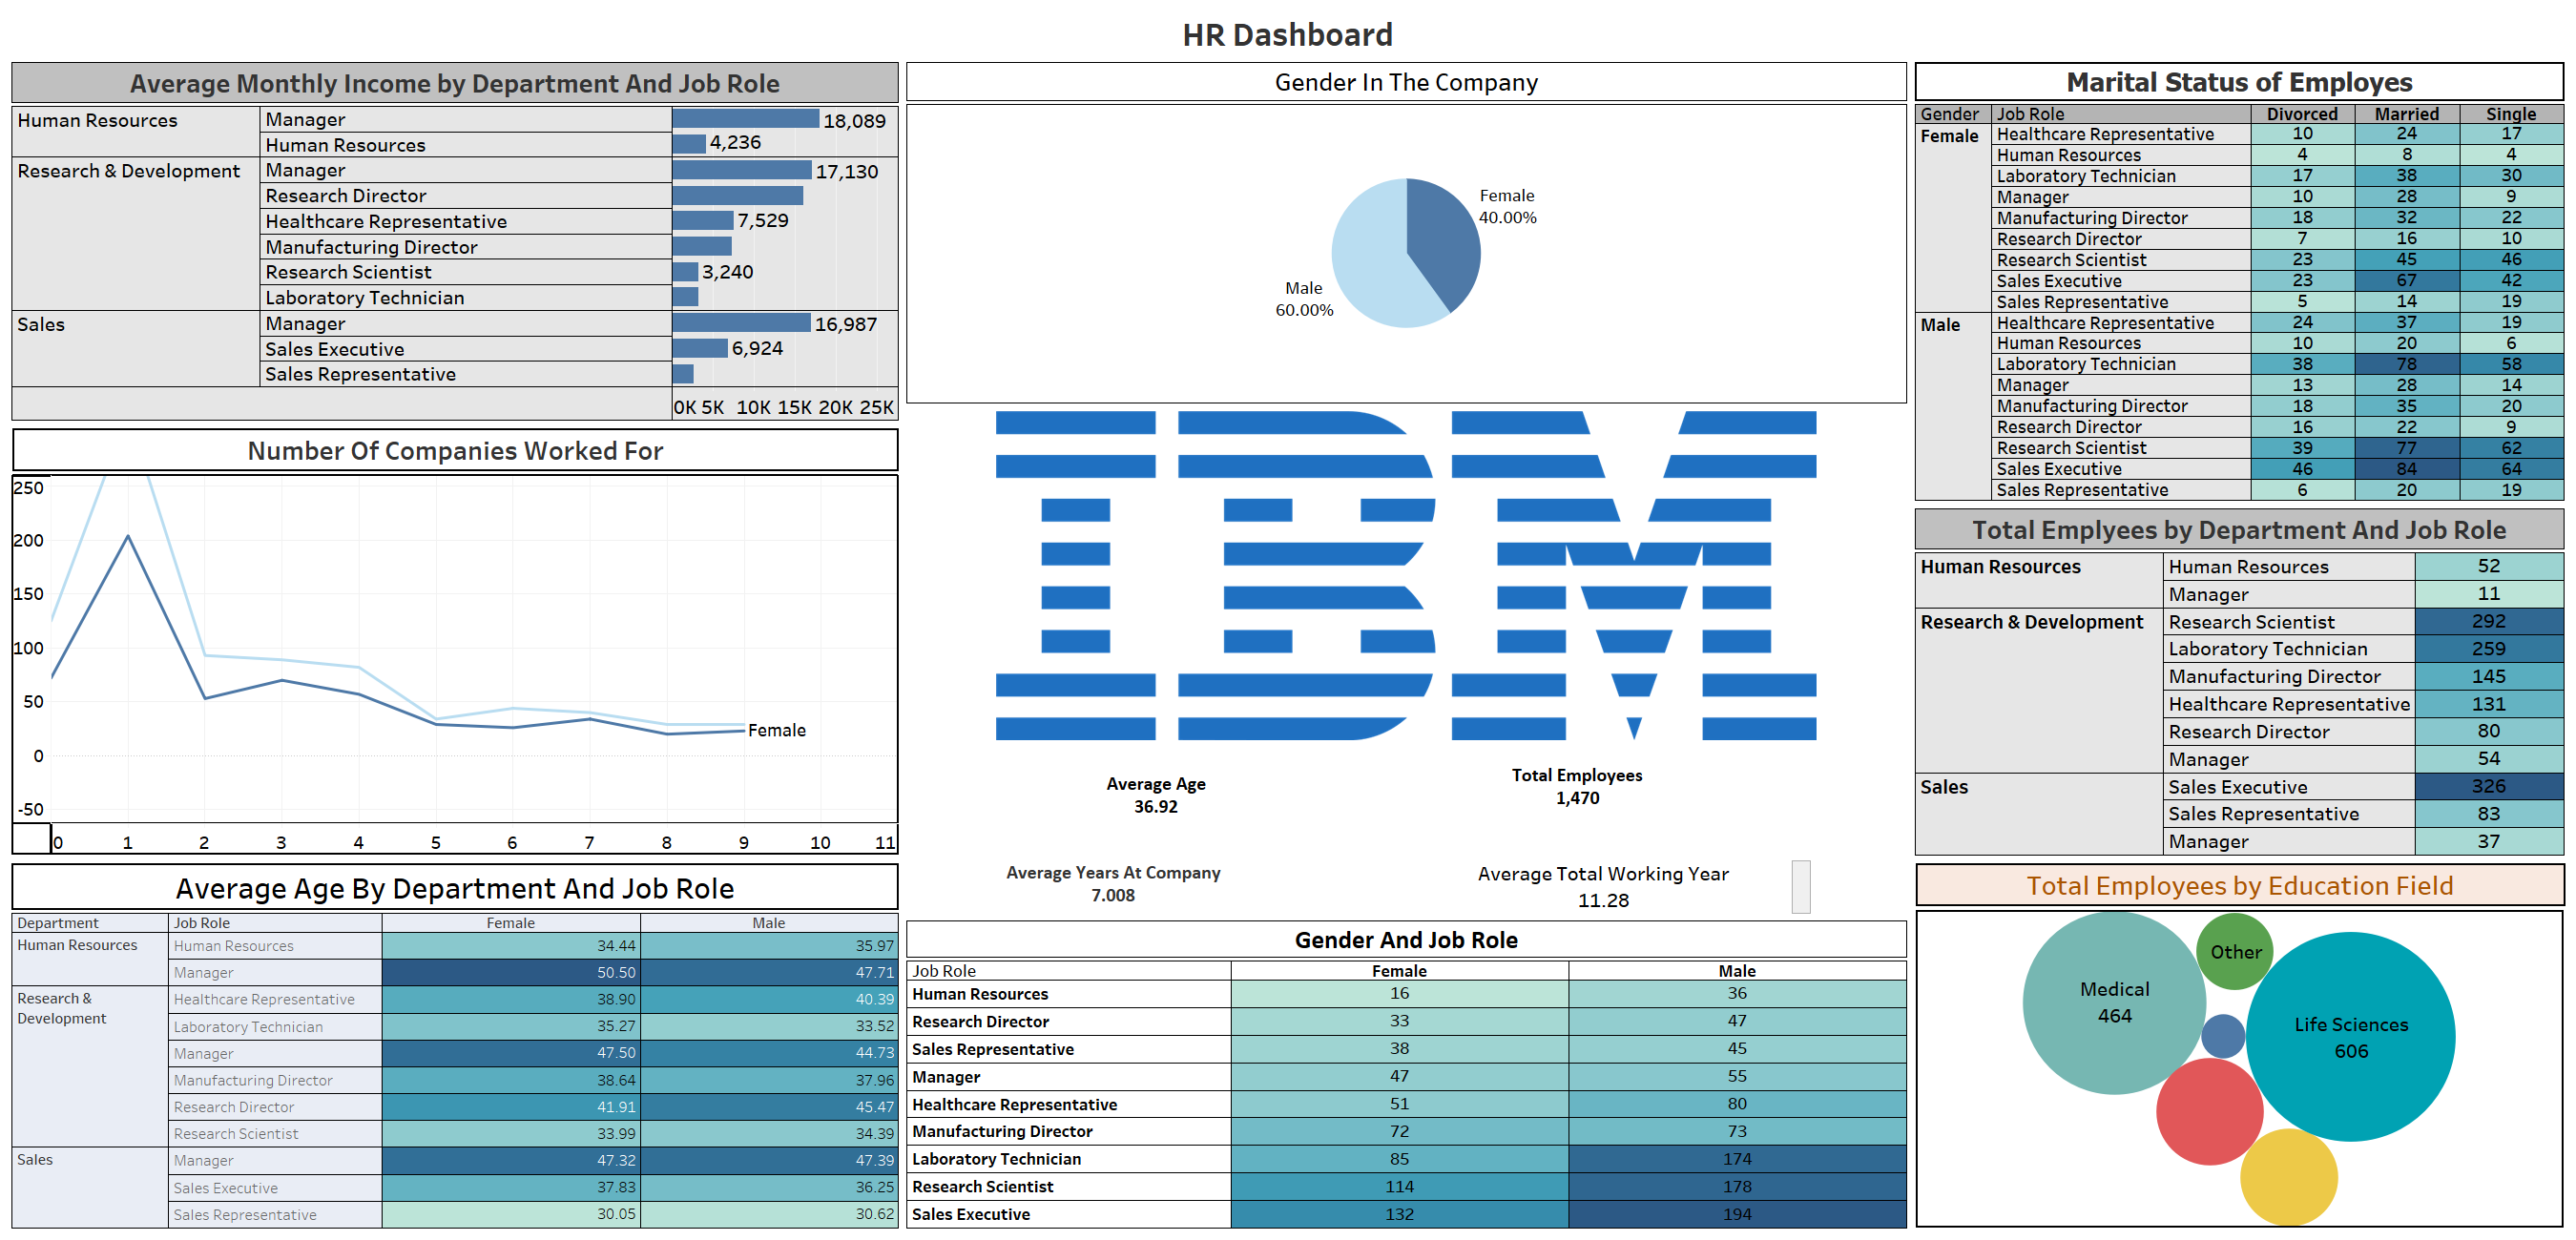 HR Dashboard
Average Monthly Income by Department And Job Role
Human Resources Manager 18,089
Human Resources 4,236
Research & Development Manager 17,130
Research Director
Healthcare Representative 7,529
Manufacturing Director
Research Scientist 3,240
Laboratory Technician
Sales Manager 16,987
Sales Executive 6,924
Sales Representative
0K 5K 10K 15K 20K 25K
Number Of Companies Worked For
250
200
150
100
50
0
-50
Female
0 1 2 3 4 5 6 7 8 9 10 11
Average Age By Department And Job Role
Department Job Role Female Male
Human Resources Human Resources 34.44 35.97
Manager 50.50 47.71
Research & Development Healthcare Representative 38.90 40.39
Laboratory Technician 35.27 33.52
Manager 47.50 44.73
Manufacturing Director 38.64 37.96
Research Director 41.91 45.47
Research Scientist 33.99 34.39
Sales Manager 47.32 47.39
Sales Executive 37.83 36.25
Sales Representative 30.05 30.62
Gender In The Company
Female
40.00%
Male
60.00%
IBM
Average Age
36.92
Total Employees
1,470
Average Years At Company
7.008
Average Total Working Year
11.28
Gender And Job Role
Job Role Female Male
Human Resources 16 36
Research Director 33 47
Sales Representative 38 45
Manager 47 55
Healthcare Representative 51 80
Manufacturing Director 72 73
Laboratory Technician 85 174
Research Scientist 114 178
Sales Executive 132 194
Marital Status of Employes
Gender Job Role Divorced Married Single
Female Healthcare Representative 10 24 17
Human Resources 4 8 4
Laboratory Technician 17 38 30
Manager 10 28 9
Manufacturing Director 18 32 22
Research Director 7 16 10
Research Scientist 23 45 46
Sales Executive 23 67 42
Sales Representative 5 14 19
Male Healthcare Representative 24 37 19
Human Resources 10 20 6
Laboratory Technician 38 78 58
Manager 13 28 14
Manufacturing Director 18 35 20
Research Director 16 22 9
Research Scientist 39 77 62
Sales Executive 46 84 64
Sales Representative 6 20 19
Total Emplyees by Department And Job Role
Human Resources Human Resources 52
Manager 11
Research & Development Research Scientist 292
Laboratory Technician 259
Manufacturing Director 145
Healthcare Representative 131
Research Director 80
Manager 54
Sales Sales Executive 326
Sales Representative 83
Manager 37
Total Employees by Education Field
Other
Medical
464
Life Sciences
606